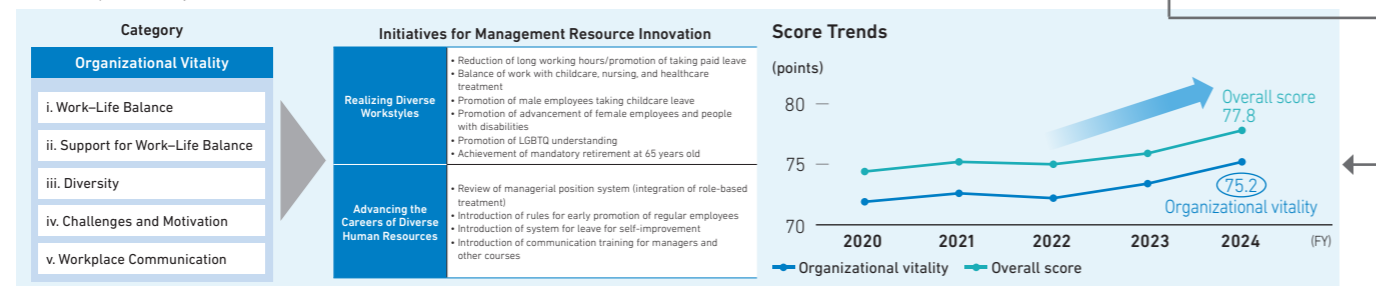 Category
Organizational Vitality
i. Work–Life Balance
ii. Support for Work–Life Balance
iii. Diversity
iv. Challenges and Motivation
v. Workplace Communication
Initiatives for Management Resource Innovation
Realizing Diverse
Workstyles
• Reduction of long working hours/promotion of taking paid leave
• Balance of work with childcare, nursing, and healthcare
treatment
• Promotion of male employees taking childcare leave
• Promotion of advancement of female employees and people
with disabilities
• Promotion of LGBTQ understanding
• Achievement of mandatory retirement at 65 years old
Advancing the
Careers of Diverse
Human Resources
• Review of managerial position system (integration of role-based
treatment)
• Introduction of rules for early promotion of regular employees
• Introduction of system for leave for self-improvement
• Introduction of communication training for managers and
other courses
Score Trends
(points)
80
75
70
Overall score
77.8
75.2
Organizational vitality
2020 2021 2022 2023 2024 (FY)
Organizational vitality Overall score